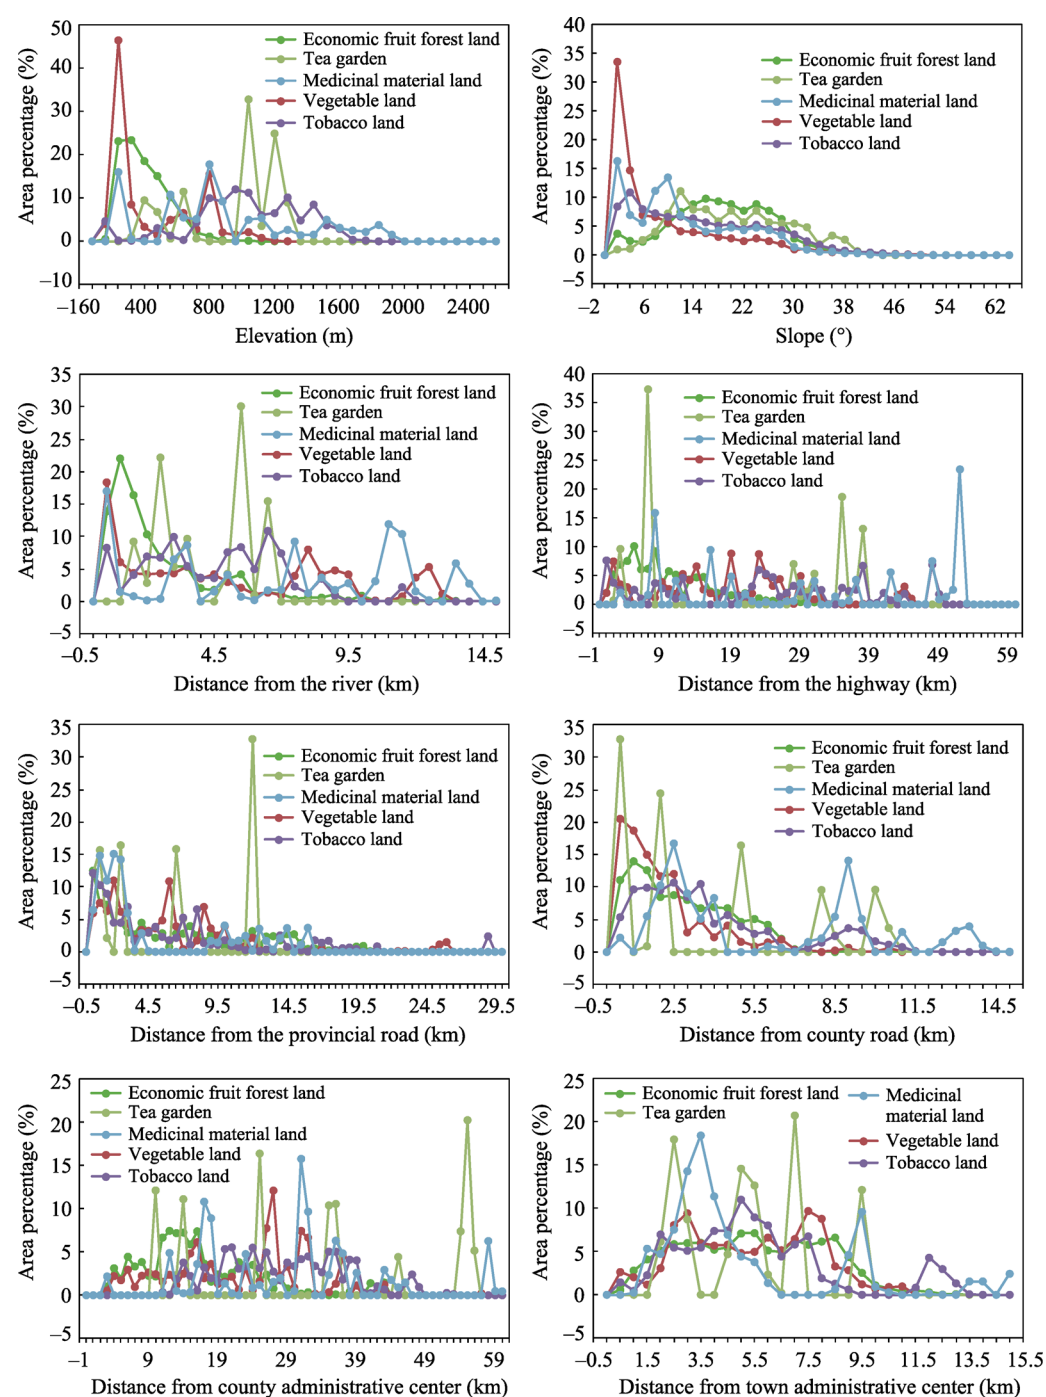 50
40
30
20
10
0
−10
Area percentage (%)
Economic fruit forest land
Tea garden
Medicinal material land
Vegetable land
Tobacco land
−160 400 800 1200 1600 2000 2400
Elevation (m)
40
35
30
25
20
15
10
5
0
−5
Area percentage (%)
Economic fruit forest land
Tea garden
Medicinal material land
Vegetable land
Tobacco land
−2 6 14 22 30 38 46 54 62
Slope (°)
35
30
25
20
15
10
5
0
−5
Area percentage (%)
Economic fruit forest land
Tea garden
Medicinal material land
Vegetable land
Tobacco land
−0.5 4.5 9.5 14.5
Distance from the river (km)
40
35
30
25
20
15
10
5
0
−5
Area percentage (%)
Economic fruit forest land
Tea garden
Medicinal material land
Vegetable land
Tobacco land
−1 9 19 29 39 49 59
Distance from the highway (km)
35
30
25
20
15
10
5
0
−5
Area percentage (%)
Economic fruit forest land
Tea garden
Medicinal material land
Vegetable land
Tobacco land
−0.5 4.5 9.5 14.5 19.5 24.5 29.5
Distance from the provincial road (km)
35
30
25
20
15
10
5
0
−5
Area percentage (%)
Economic fruit forest land
Tea garden
Medicinal material land
Vegetable land
Tobacco land
−0.5 2.5 5.5 8.5 11.5 14.5
Distance from county road (km)
25
20
15
10
5
0
−5
Area percentage (%)
Economic fruit forest land
Tea garden
Medicinal material land
Vegetable land
Tobacco land
−1 9 19 29 39 49 59
Distance from county administrative center (km)
25
20
15
10
5
0
−5
Area percentage (%)
Economic fruit forest land
Tea garden
Medicinal
material land
Vegetable land
Tobacco land
−0.5 1.5 3.5 5.5 7.5 9.5 11.5 13.5 15.5
Distance from town administrative center (km)